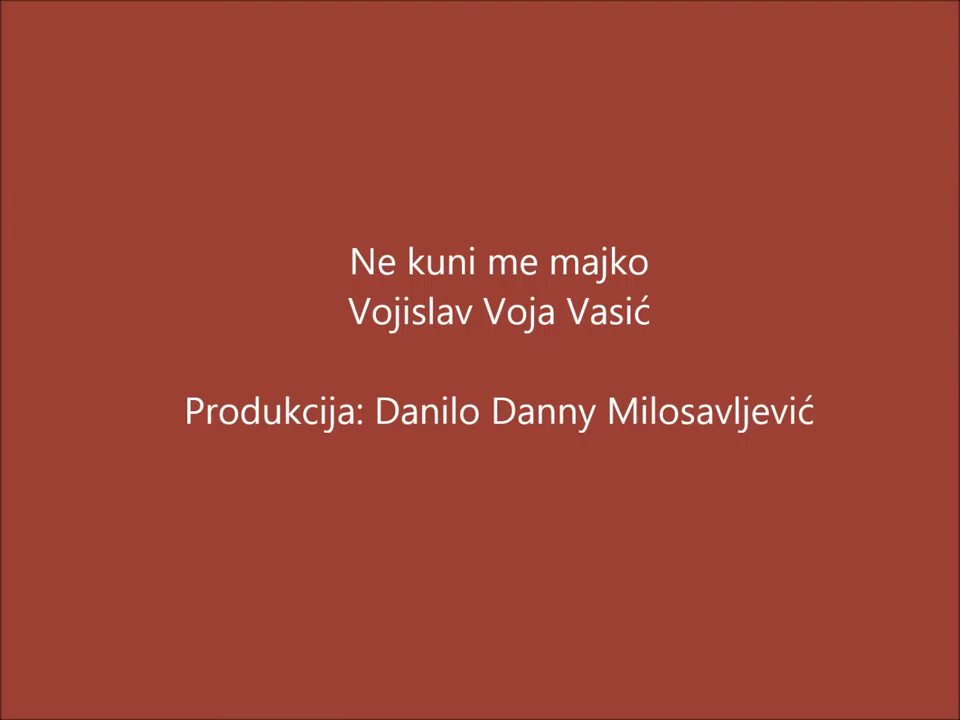 Ne kuni me majko
Vojislav Voja Vasić
Produkcija: Danilo Danny Milosavljević